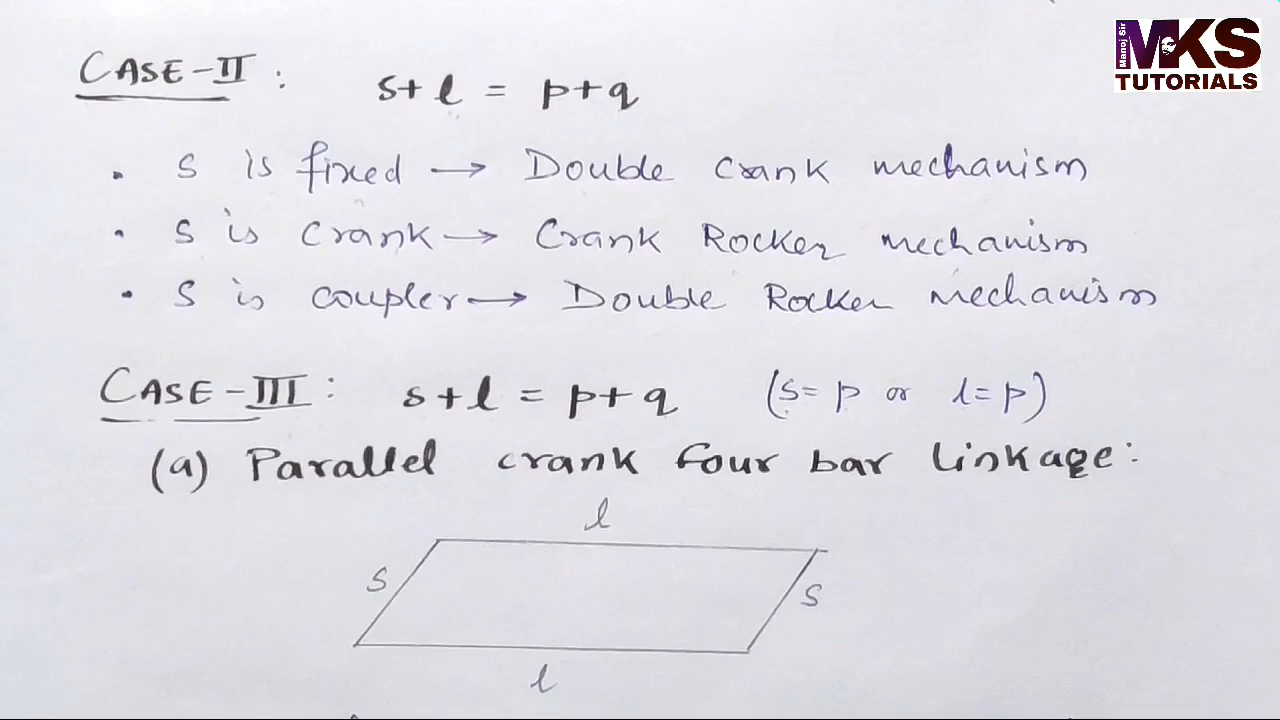 Manoj Sir
MKS
TUTORIALS
CASE-II : s+l = p+q
• s is fixed → Double crank mechanism
• s is crank → Crank Rocker mechanism
• s is coupler → Double Rocker mechanism
CASE-III : s+l = p+q (s=p or l=p)
(a) Parallel crank four bar linkage:
l
s
s
l